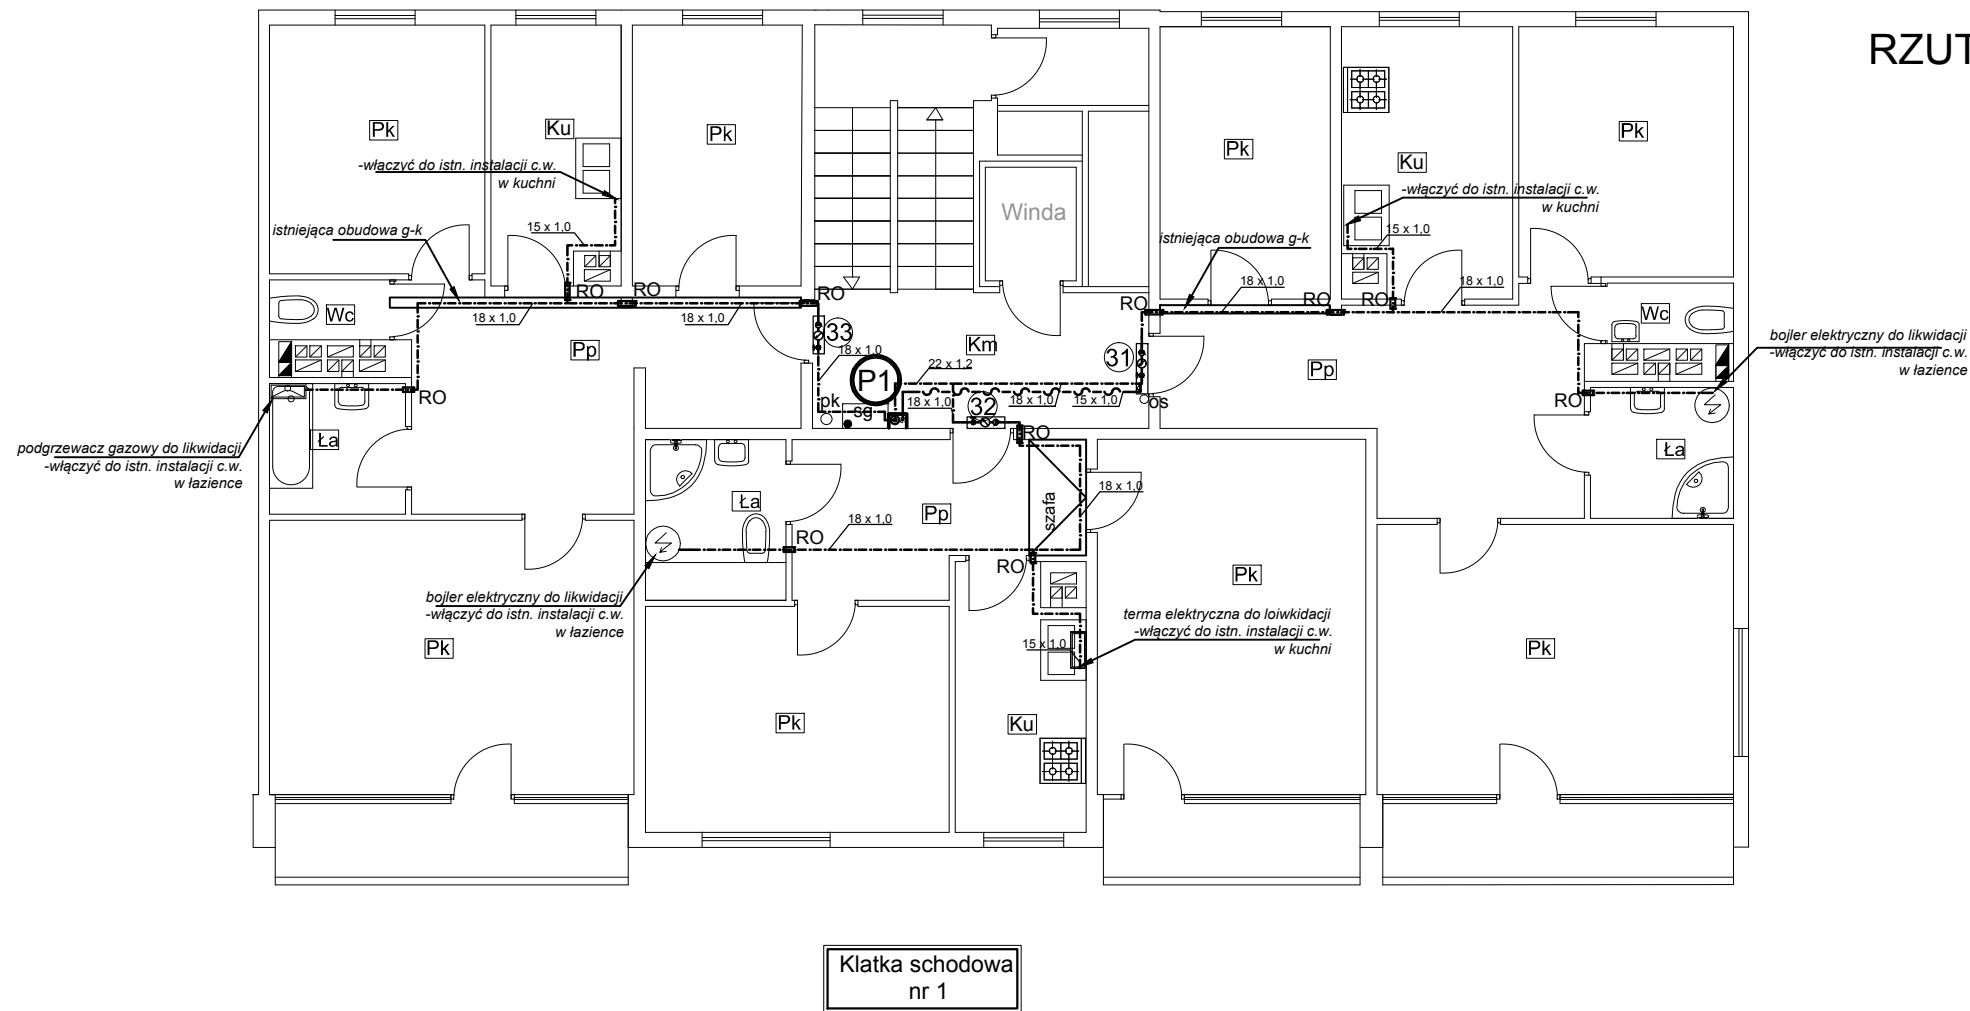 RZUT
Pk
Ku
Pk
-włączyć do istn. instalacji c.w.
w kuchni
15 x 1,0
istniejąca obudowa g-k
RO
RO
RO
18 x 1,0
18 x 1,0
Wc
Pp
33
18 x 1,0
Winda
Km
22 x 1,2
P1
pk
sg
18 x 1,0
32
18 x 1,0
15 x 1,0
os
31
RO
Pk
Ku
Pk
-włączyć do istn. instalacji c.w.
w kuchni
15 x 1,0
istniejąca obudowa g-k
18 x 1,0
18 x 1,0
RO
RO
Wc
Pp
bojler elektryczny do likwidacji
-włączyć do istn. instalacji c.w.
w łazience
RO
Ła
RO
Ła
podgrzewacz gazowy do likwidacji
-włączyć do istn. instalacji c.w.
w łazience
RO
szafa
18 x 1,0
Ła
Pp
18 x 1,0
RO
RO
bojler elektryczny do likwidacji
-włączyć do istn. instalacji c.w.
w łazience
terma elektryczna do loiwkidacji
-włączyć do istn. instalacji c.w.
w kuchni
15 x 1,0
Pk
Pk
Pk
Pk
Ku
Klatka schodowa
nr 1